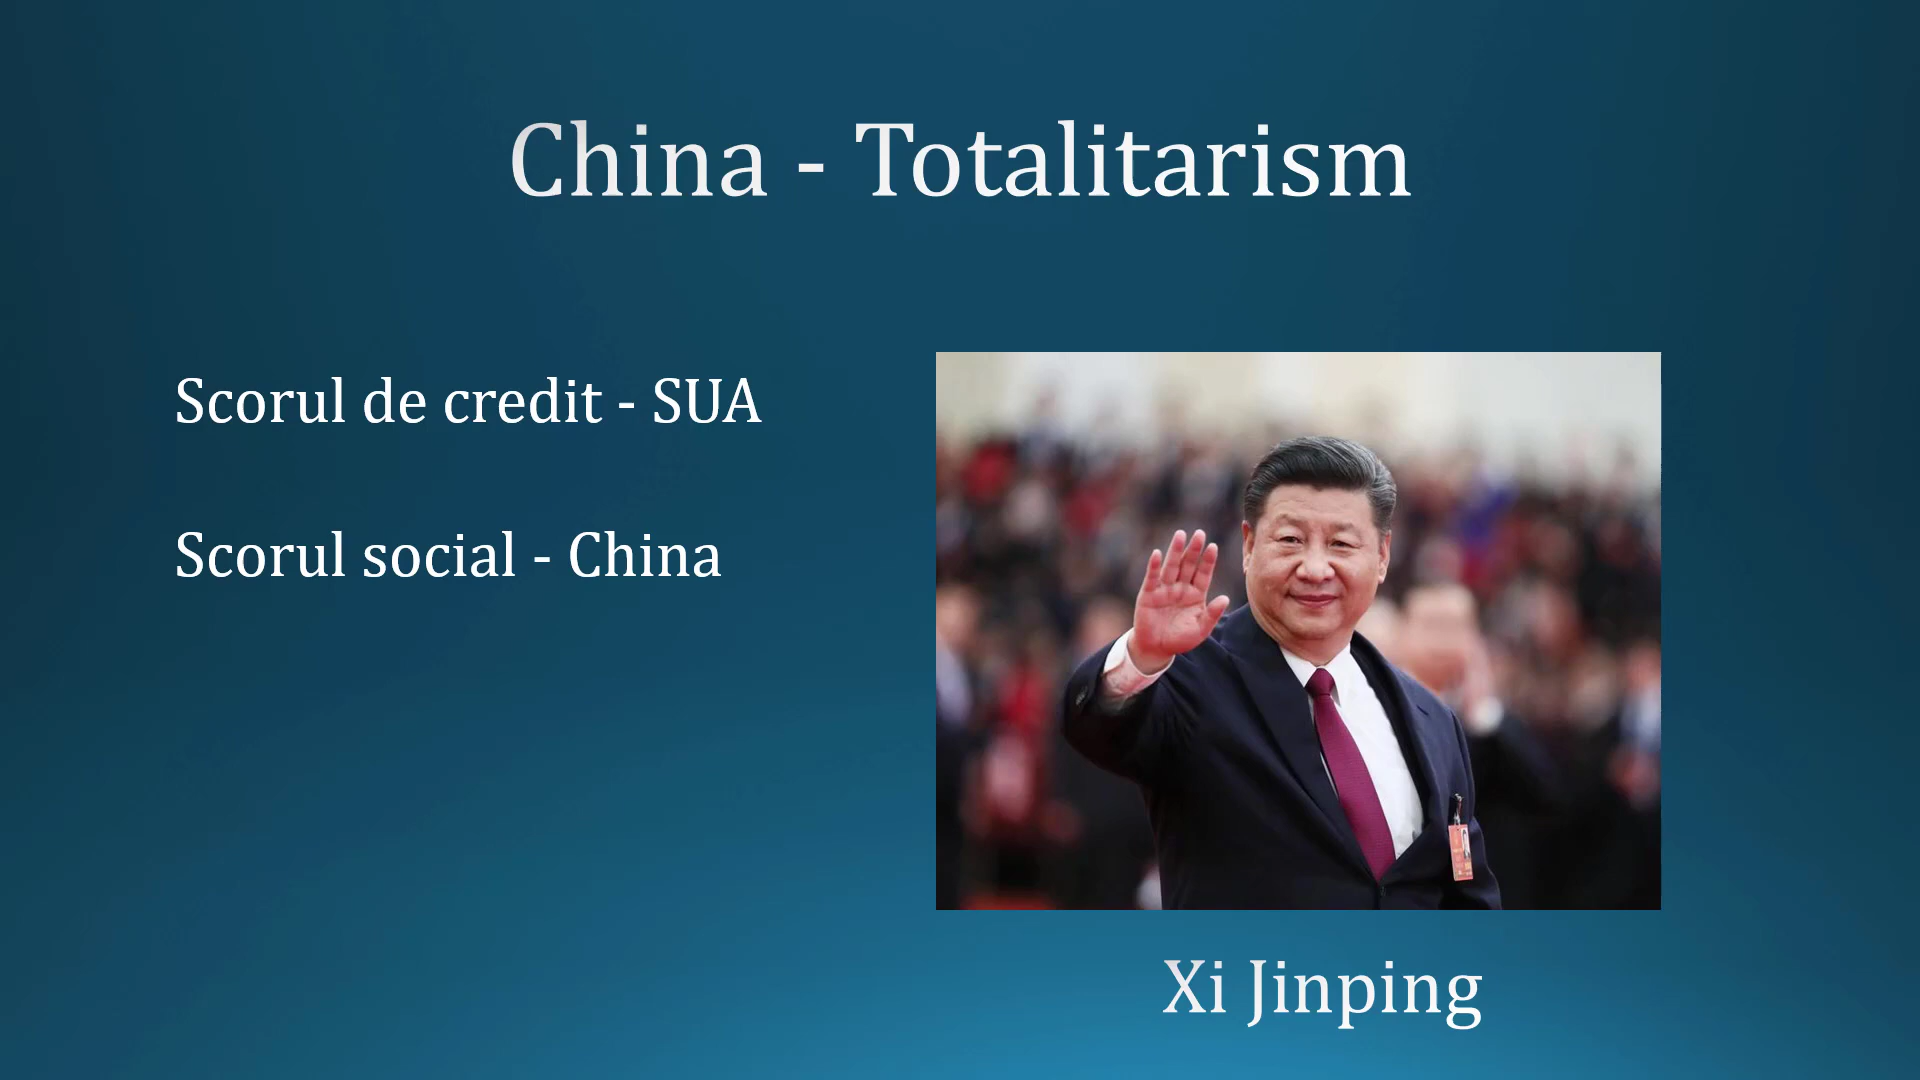 China - Totalitarism
Scorul de credit - SUA
Scorul social - China
Xi Jinping